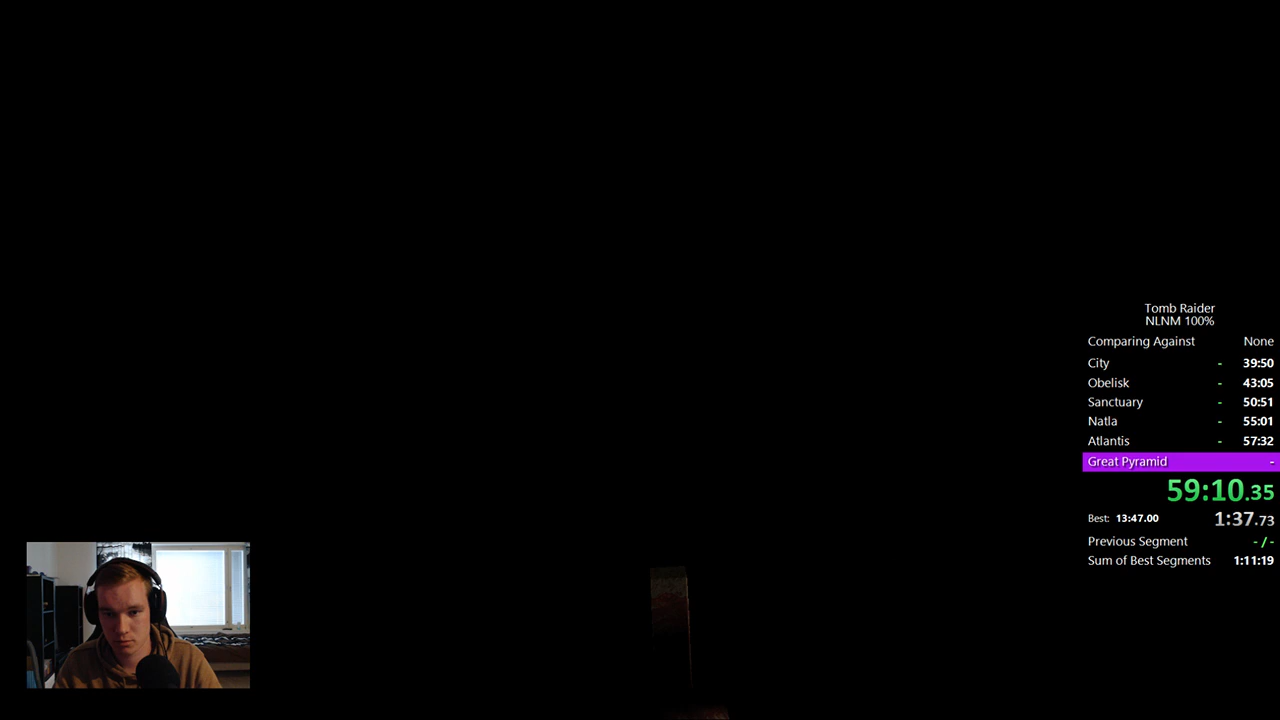 Tomb Raider
NLNM 100%
Comparing Against None
City - 39:50
Obelisk - 43:05
Sanctuary - 50:51
Natla - 55:01
Atlantis - 57:32
Great Pyramid -
59:10.35
Best: 13:47.00 1:37.73
Previous Segment - / -
Sum of Best Segments 1:11:19